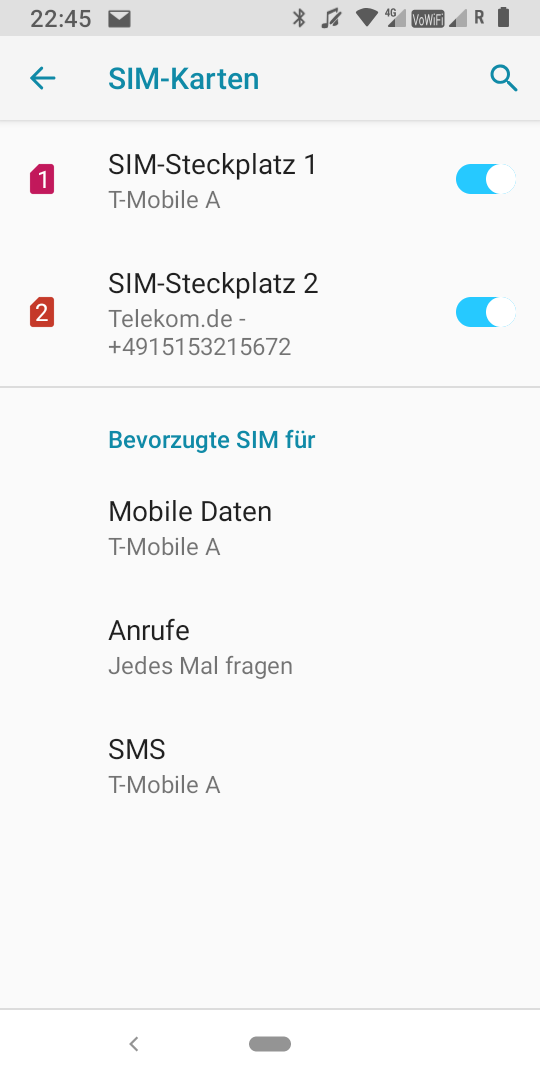 22:45 4G VoWiFi R
SIM-Karten
1 SIM-Steckplatz 1
T-Mobile A
SIM-Steckplatz 2
2 Telekom.de -
+4915153215672
Bevorzugte SIM für
Mobile Daten
T-Mobile A
Anrufe
Jedes Mal fragen
SMS
T-Mobile A